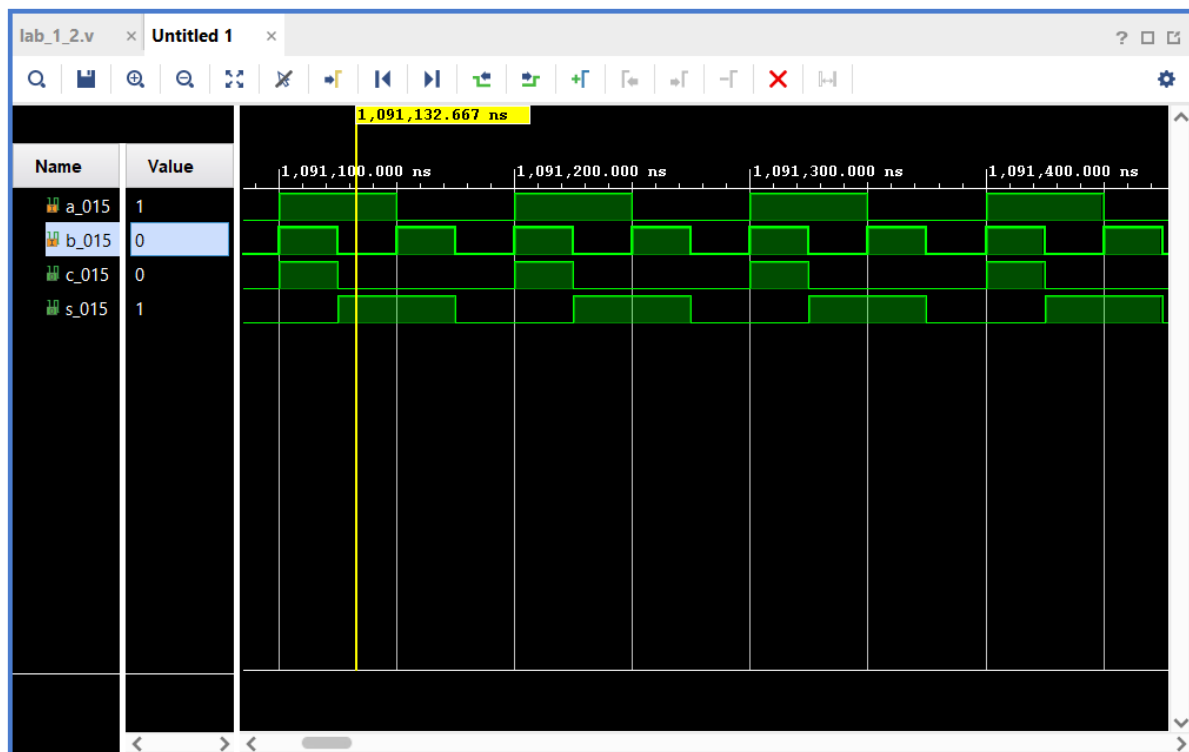 lab_1_2.v × Untitled 1 ×
?
1,091,132.667 ns
Name Value
1,091,100.000 ns 1,091,200.000 ns 1,091,300.000 ns 1,091,400.000 ns
a_015 1
b_015 0
c_015 0
s_015 1